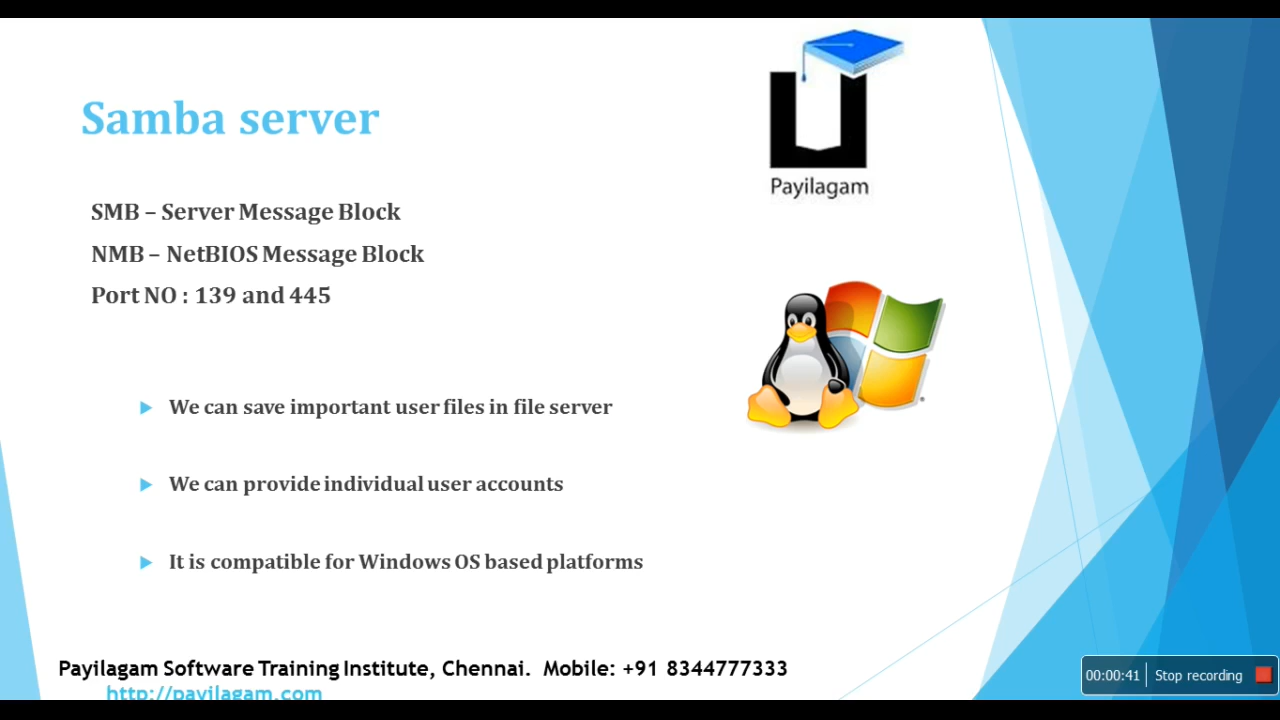 Samba server
Payilagam
SMB – Server Message Block
NMB – NetBIOS Message Block
Port NO : 139 and 445
We can save important user files in file server
We can provide individual user accounts
It is compatible for Windows OS based platforms
Payilagam Software Training Institute, Chennai. Mobile: +91 8344777333
http://payilagam.com
00:00:41 Stop recording